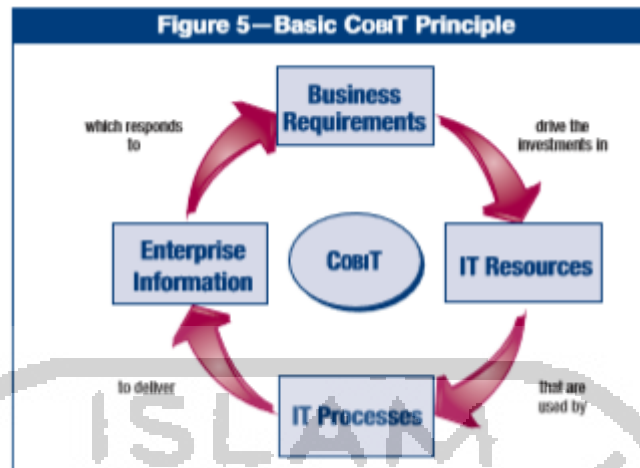 Figure 5—Basic COBIT Principle
Business
Requirements
which responds
to
drive the
investments in
Enterprise
Information
COBIT
IT Resources
to deliver
that are
used by
IT Processes
ISLAM